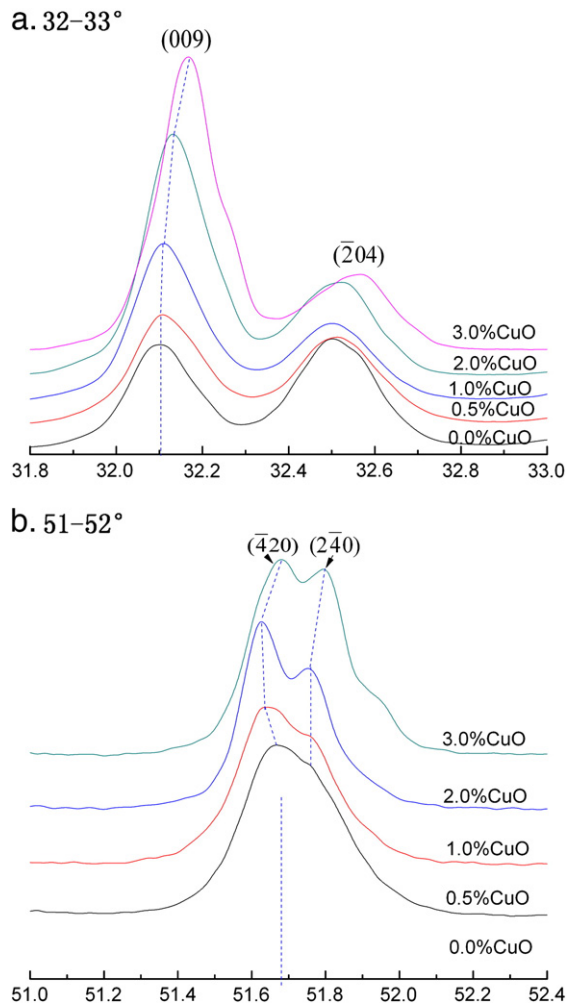 a. 32-33°
(009)
(2̅04)
3.0%CuO
2.0%CuO
1.0%CuO
0.5%CuO
0.0%CuO
31.8 32.0 32.2 32.4 32.6 32.8 33.0
b. 51-52°
(4̅20) (24̅0)
3.0%CuO
2.0%CuO
1.0%CuO
0.5%CuO
0.0%CuO
51.0 51.2 51.4 51.6 51.8 52.0 52.2 52.4